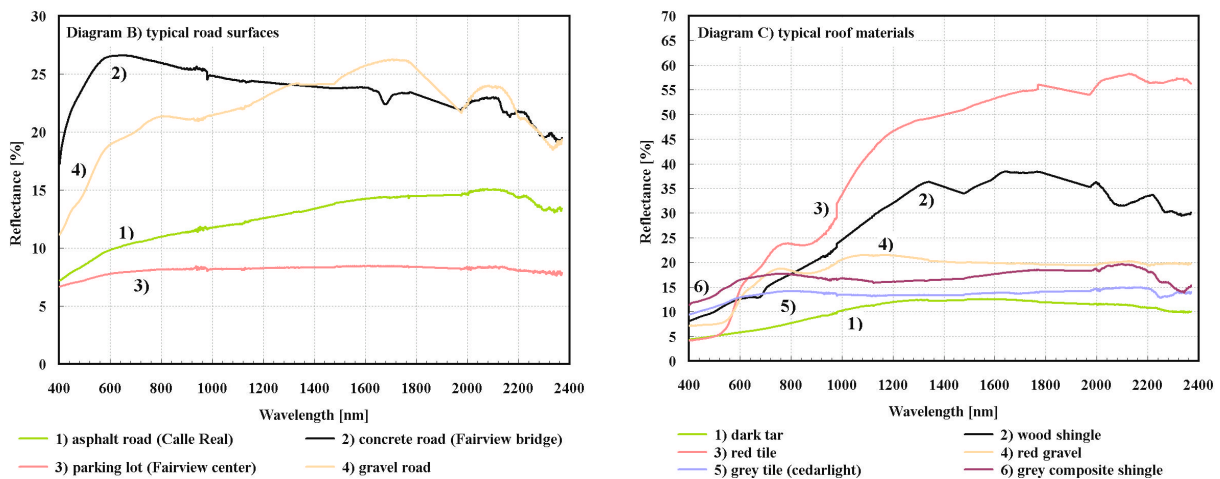 Diagram B) typical road surfaces
30
25
20
15
10
5
0
Reflectance [%]
2)
4)
1)
3)
400 600 800 1000 1200 1400 1600 1800 2000 2200 2400
Wavelength [nm]
1) asphalt road (Calle Real)
2) concrete road (Fairview bridge)
3) parking lot (Fairview center)
4) gravel road
Diagram C) typical roof materials
70
65
60
55
50
45
40
35
30
25
20
15
10
5
0
Reflectance [%]
3)
2)
4)
6)
5)
1)
400 600 800 1000 1200 1400 1600 1800 2000 2200 2400
Wavelength [nm]
1) dark tar
2) wood shingle
3) red tile
4) red gravel
5) grey tile (cedarlight)
6) grey composite shingle